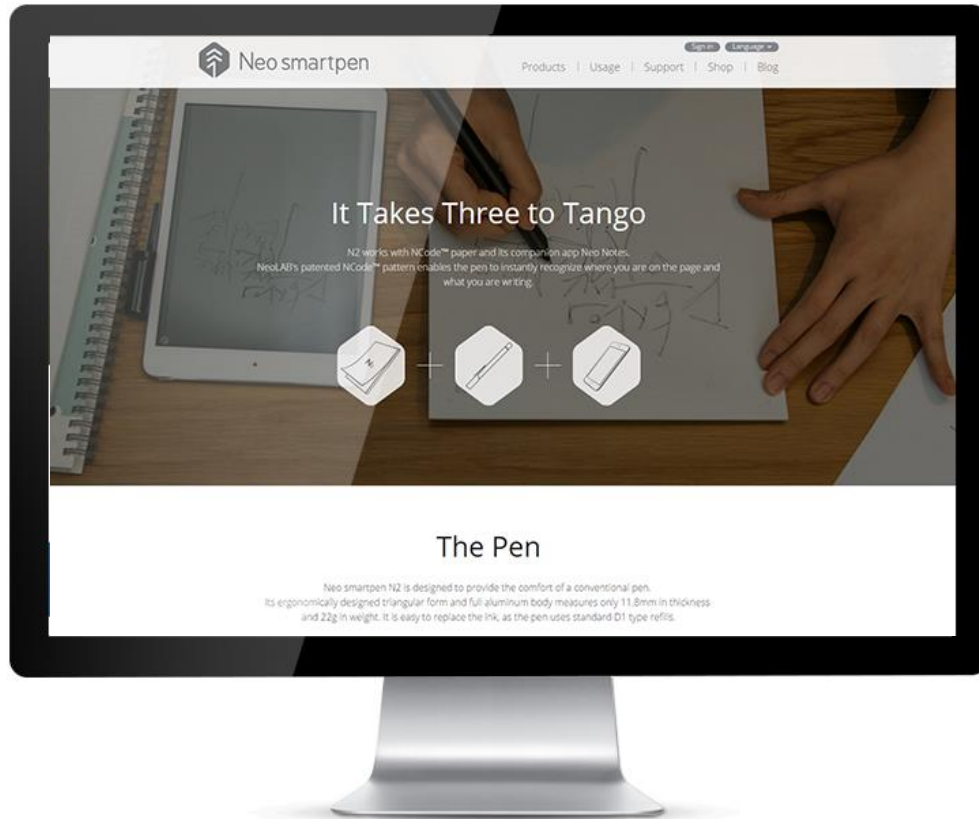 Neo smartpen
Sign in Language
Products | Usage | Support | Shop | Blog
It Takes Three to Tango
N2 works with NCode™ paper and its companion app Neo Notes.
NeoLAB's patented NCode™ pattern enables the pen to instantly recognize where you are on the page and
what you are writing.
N
The Pen
Neo smartpen N2 is designed to provide the comfort of a conventional pen.
Its ergonomically designed triangular form and full aluminum body measures only 11.8mm in thickness
and 22g in weight. It is easy to replace the ink, as the pen uses standard D1 type refills.